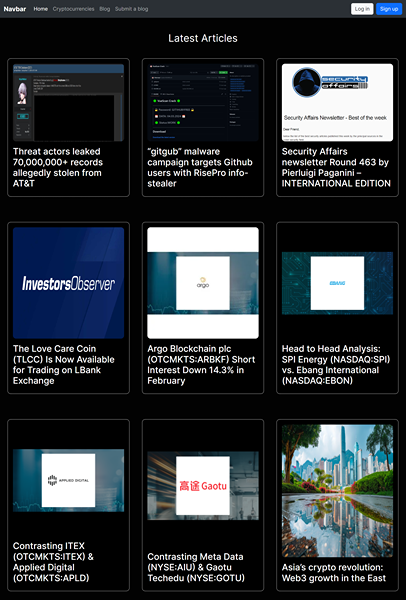 Navbar Home Cryptocurrencies Blog Submit a blog Log in Sign up
Latest Articles
Threat actors leaked
70,000,000+ records
allegedly stolen from
AT&T
“gitgub” malware
campaign targets Github
users with RisePro info-
stealer
security
affairs
Security Affairs Newsletter - Best of the week
Dear Friend,
Security Affairs
newsletter Round 463 by
Pierluigi Paganini –
INTERNATIONAL EDITION
InvestorsObserver
The Love Care Coin
(TLCC) Is Now Available
for Trading on LBank
Exchange
argo
Argo Blockchain plc
(OTCMKTS:ARBKF) Short
Interest Down 14.3% in
February
EBANG
Head to Head Analysis:
SPI Energy (NASDAQ:SPI)
vs. Ebang International
(NASDAQ:EBON)
APPLIED DIGITAL
Contrasting ITEX
(OTCMKTS:ITEX) &
Applied Digital
(OTCMKTS:APLD)
高途 Gaotu
Contrasting Meta Data
(NYSE:AIU) & Gaotu
Techedu (NYSE:GOTU)
Asia’s crypto revolution:
Web3 growth in the East